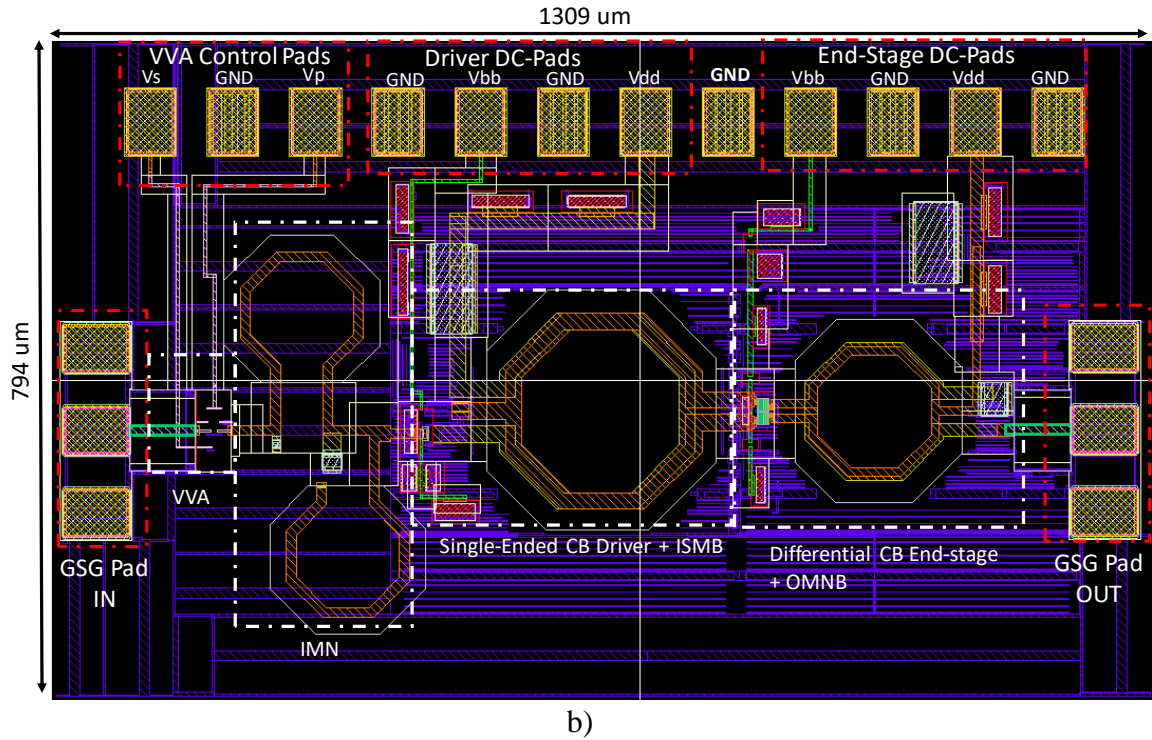 1309 um
794 um
VVA Control Pads
Driver DC-Pads
End-Stage DC-Pads
Vs GND Vp GND Vbb GND Vdd GND Vbb GND Vdd GND
VVA
GSG Pad
IN
IMN
Single-Ended CB Driver + ISMB
Differential CB End-stage
+ OMNB
GSG Pad
OUT
b)